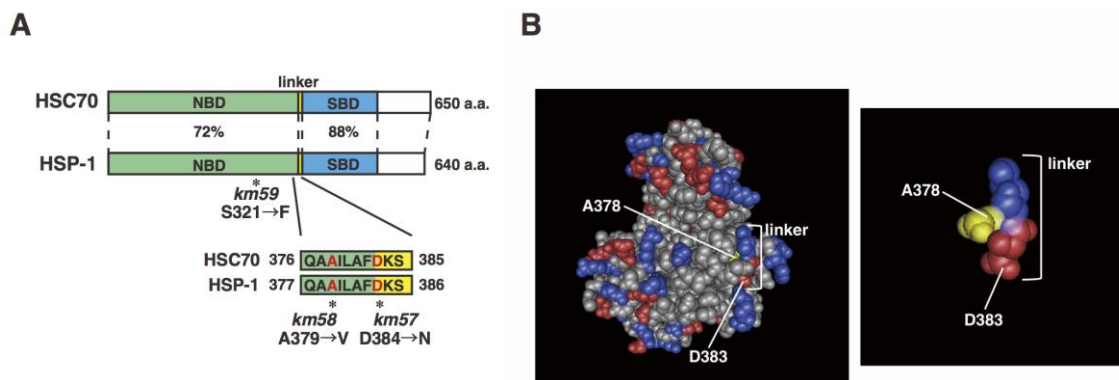 A
linker
HSC70 NBD SBD 650 a.a.
72% 88%
HSP-1 NBD SBD 640 a.a.
*
km59
S321→F
HSC70 376 QAAILAFDKS 385
HSP-1 377 QAAILAFDKS 386
* *
km58 km57
A379→V D384→N
B
A378
linker
D383
linker
A378
D383